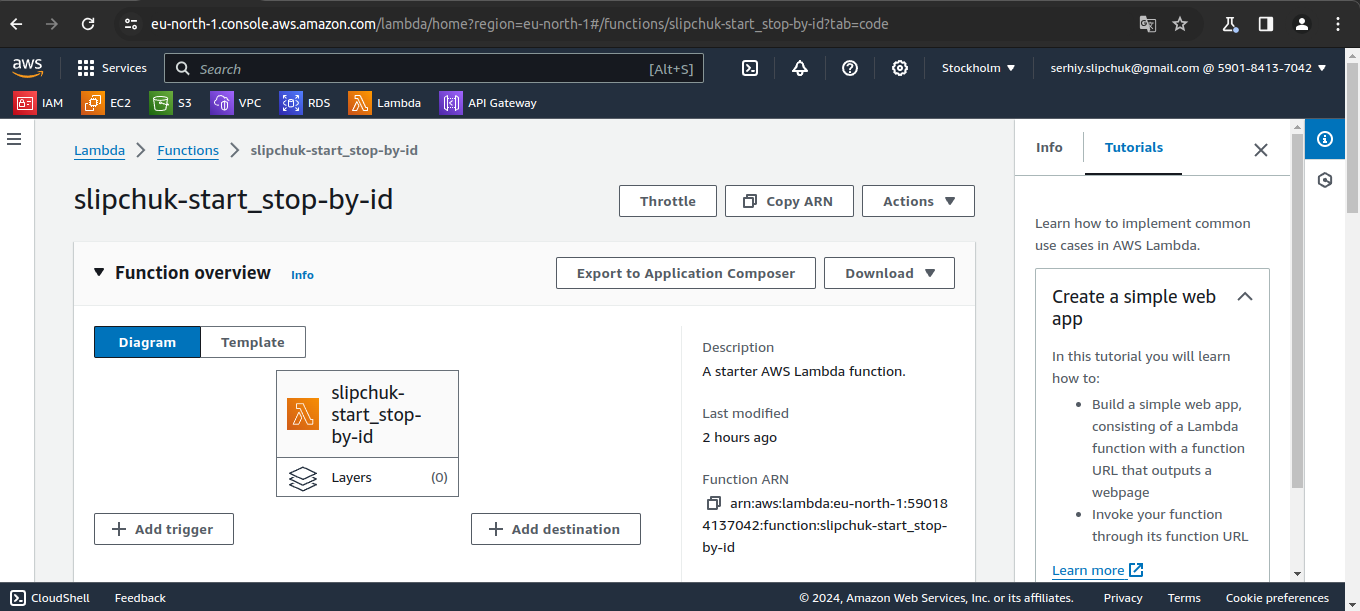 eu-north-1.console.aws.amazon.com/lambda/home?region=eu-north-1#/functions/slipchuk-start_stop-by-id?tab=code
aws
Services
Search
[Alt+S]
Stockholm
serhiy.slipchuk@gmail.com @ 5901-8413-7042
IAM
EC2
S3
VPC
RDS
Lambda
API Gateway
Lambda
Functions
slipchuk-start_stop-by-id
slipchuk-start_stop-by-id
Throttle
Copy ARN
Actions
Function overview
Info
Export to Application Composer
Download
Diagram
Template
slipchuk-
start_stop-
by-id
Layers
(0)
Add trigger
Add destination
Description
A starter AWS Lambda function.
Last modified
2 hours ago
Function ARN
arn:aws:lambda:eu-north-1:59018
4137042:function:slipchuk-start_stop-
by-id
Info
Tutorials
Learn how to implement common
use cases in AWS Lambda.
Create a simple web
app
In this tutorial you will learn
how to:
• Build a simple web app,
consisting of a Lambda
function with a function
URL that outputs a
webpage
• Invoke your function
through its function URL
Learn more
CloudShell
Feedback
© 2024, Amazon Web Services, Inc. or its affiliates.
Privacy
Terms
Cookie preferences